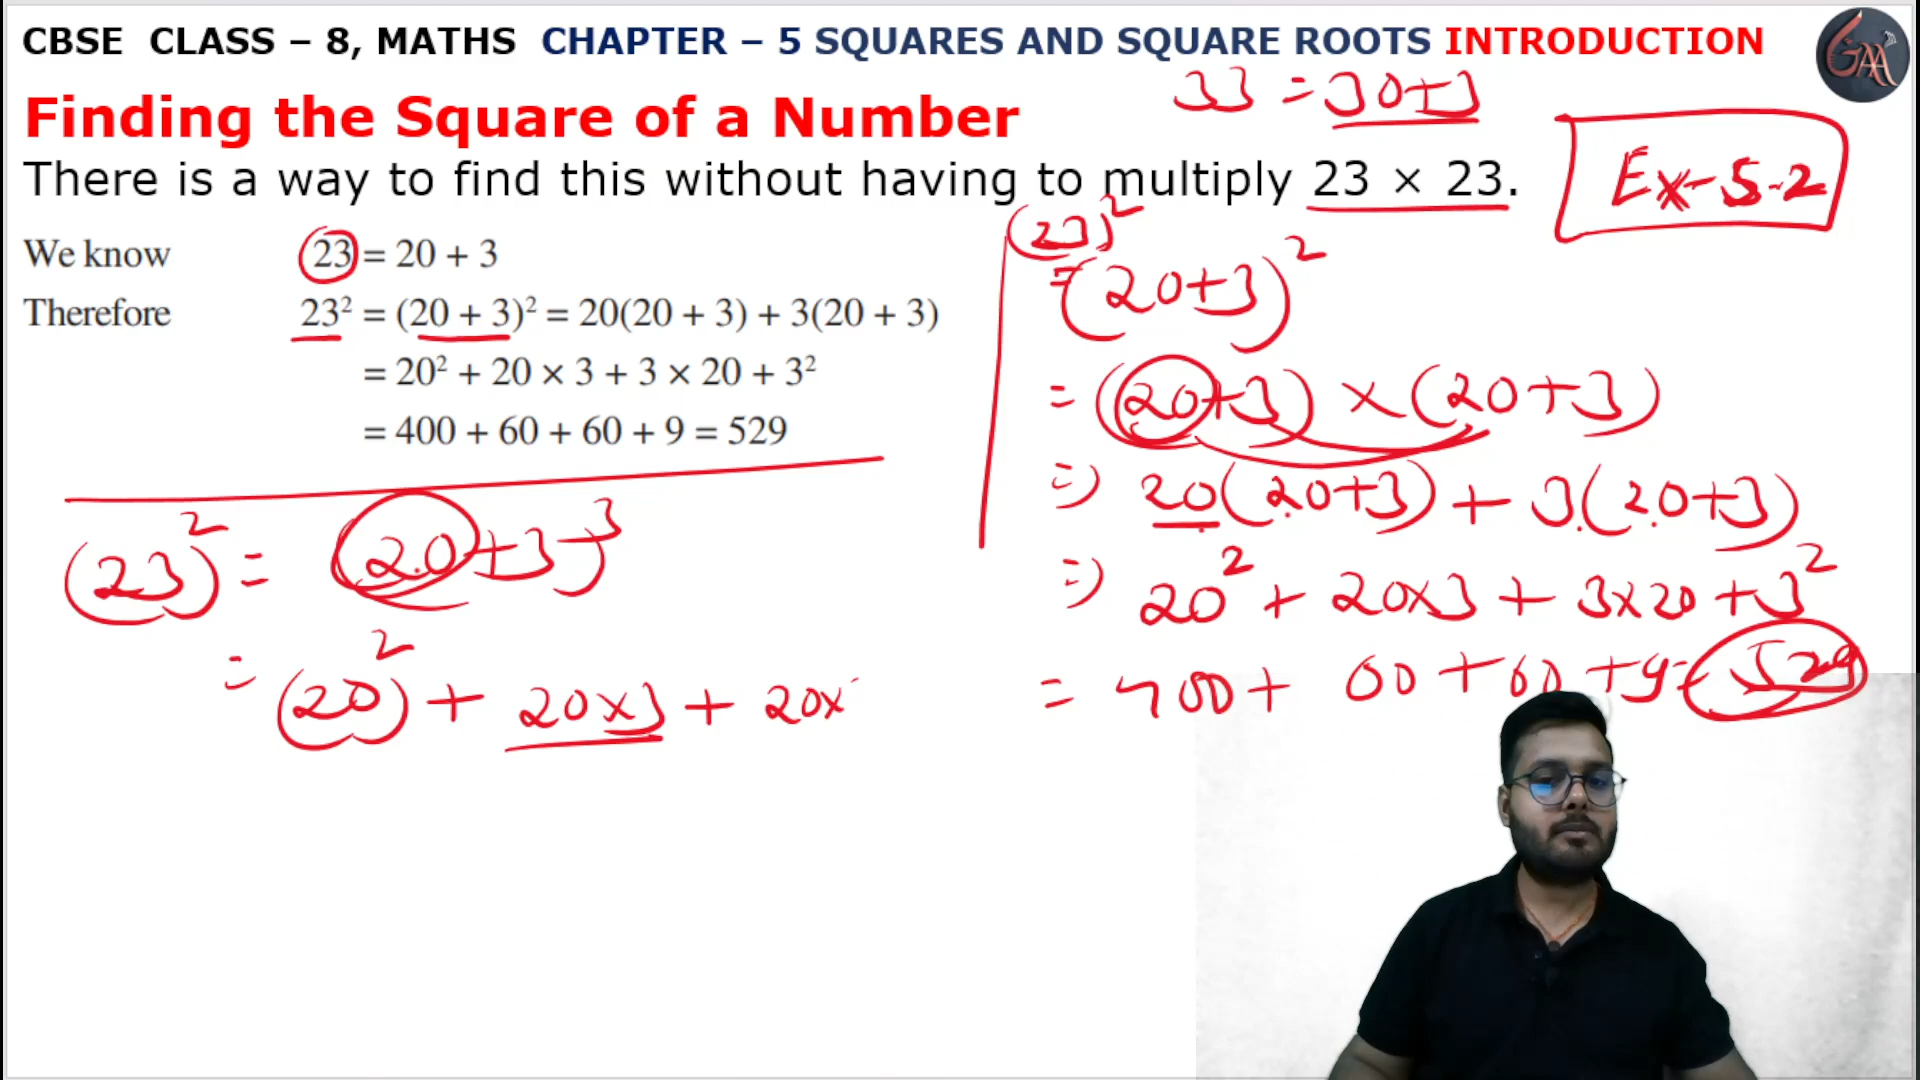 CBSE CLASS – 8, MATHS CHAPTER – 5 SQUARES AND SQUARE ROOTS INTRODUCTION
33 = 30+3
Finding the Square of a Number
There is a way to find this without having to multiply 23 × 23.
Ex-5.2
We know 23 = 20 + 3
Therefore 23² = (20 + 3)² = 20(20 + 3) + 3(20 + 3)
= 20² + 20 × 3 + 3 × 20 + 3²
= 400 + 60 + 60 + 9 = 529
(23)²
= (20+3)²
= (20+3) × (20+3)
=) 20(20+3) + 3(20+3)
=) 20² + 20×3 + 3×20 + 3²
= 400 + 60 + 60 + 9 = 529
(23)² = (20+3)³
= (20)² + 20×3 + 20×